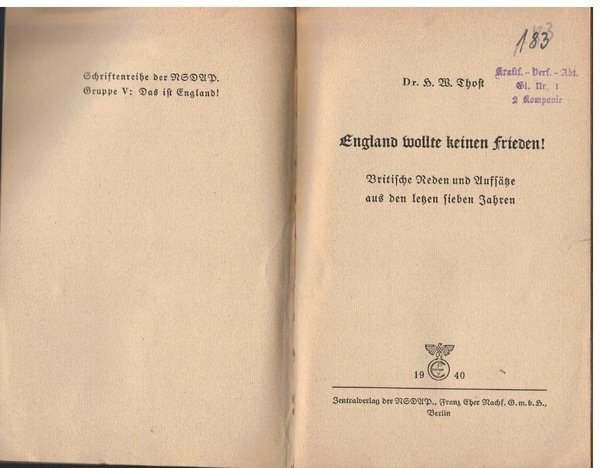 Schriftenreihe der NSDAP.
Gruppe V: Das ist England!
183
Dr. H. W. Thost
Kraftf.-Verf.-Abt.
Gl. Nr. 1
2 Kompanie
England wollte keinen Frieden!
Britische Reden und Aufsätze
aus den letzen sieben Jahren
19 40
Zentralverlag der NSDAP., Franz Eher Nachf. G.m.b.H.,
Berlin